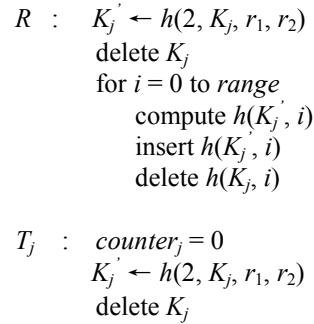 R : K_j' ← h(2, K_j, r_1, r_2)
delete K_j
for i = 0 to range
compute h(K_j', i)
insert h(K_j', i)
delete h(K_j, i)
T_j : counter_j = 0
K_j' ← h(2, K_j, r_1, r_2)
delete K_j